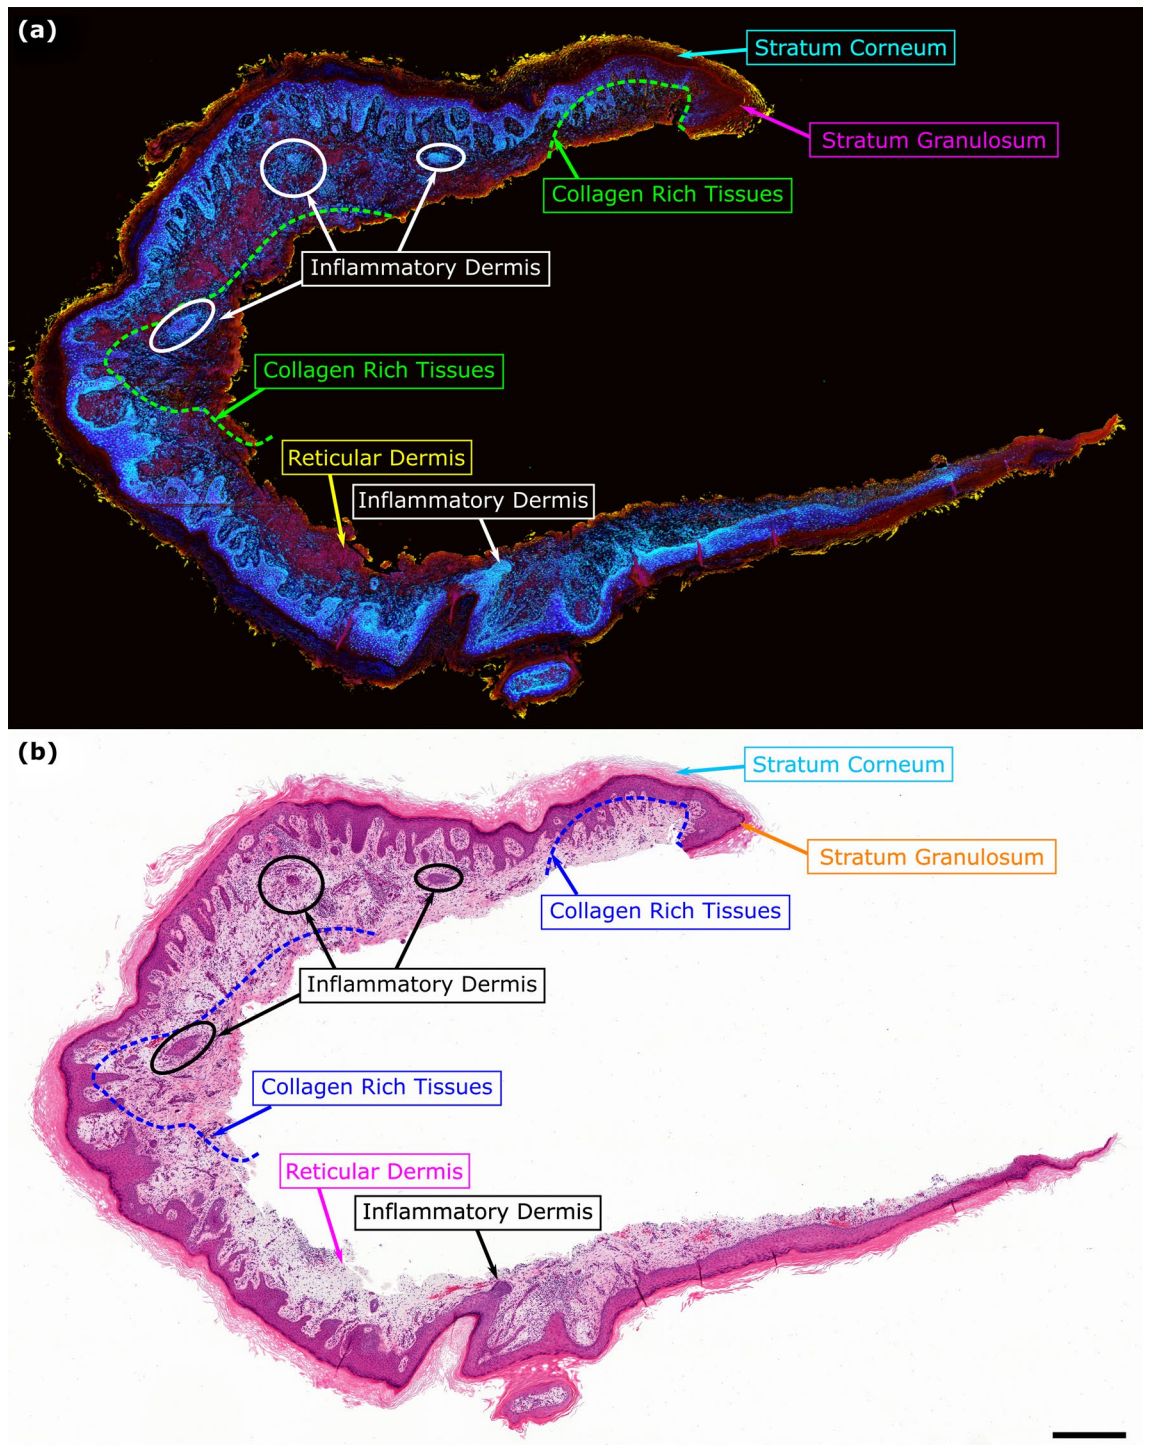 (a)
Stratum Corneum
Stratum Granulosum
Collagen Rich Tissues
Inflammatory Dermis
Collagen Rich Tissues
Reticular Dermis
Inflammatory Dermis
(b)
Stratum Corneum
Stratum Granulosum
Collagen Rich Tissues
Inflammatory Dermis
Collagen Rich Tissues
Reticular Dermis
Inflammatory Dermis